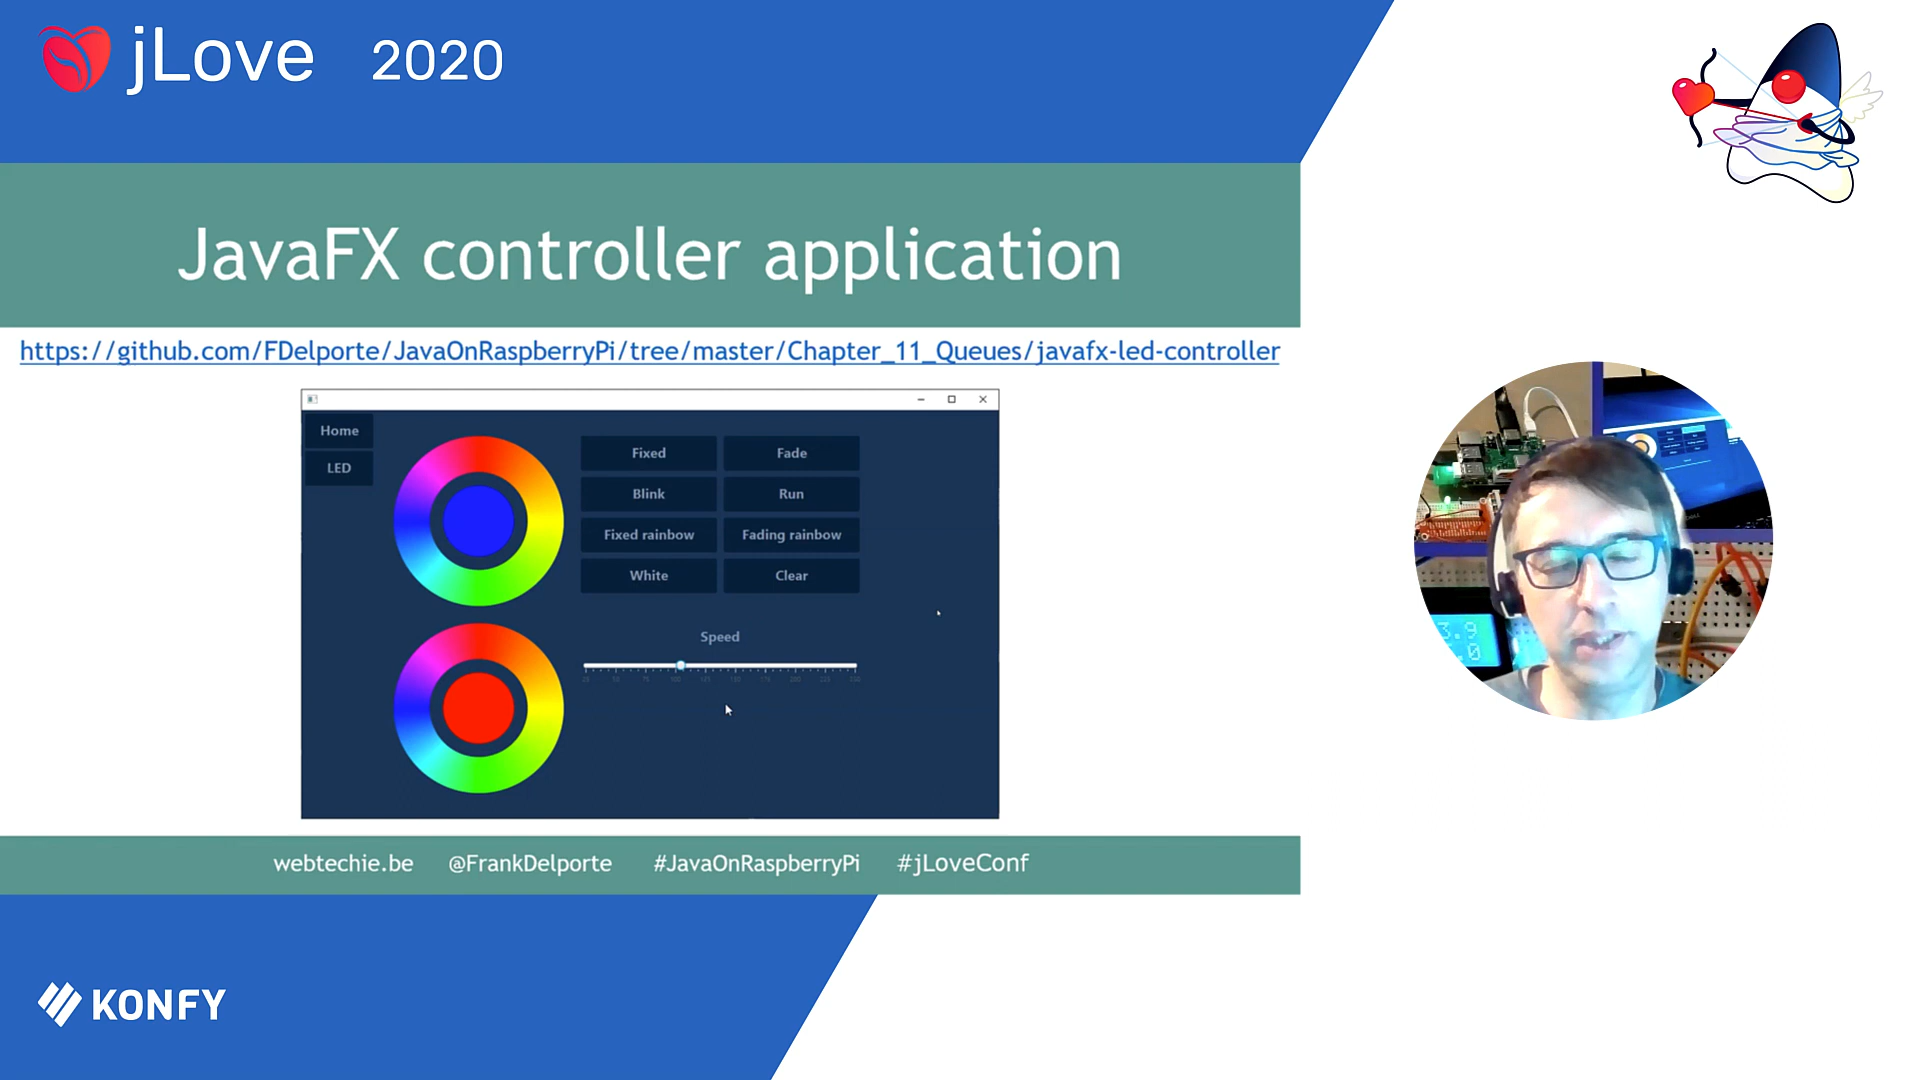 jLove 2020
JavaFX controller application
https://github.com/FDelporte/JavaOnRaspberryPi/tree/master/Chapter_11_Queues/javafx-led-controller
Home
LED
Fixed
Fade
Blink
Run
Fixed rainbow
Fading rainbow
White
Clear
Speed
webtechie.be @FrankDelporte #JavaOnRaspberryPi #jLoveConf
KONFY